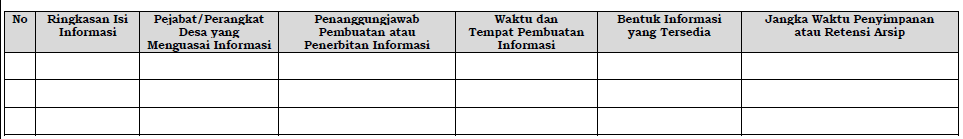 No
Ringkasan Isi
Informasi
Pejabat/Perangkat
Desa yang
Menguasai Informasi
Penanggungjawab
Pembuatan atau
Penerbitan Informasi
Waktu dan
Tempat Pembuatan
Informasi
Bentuk Informasi
yang Tersedia
Jangka Waktu Penyimpanan
atau Retensi Arsip